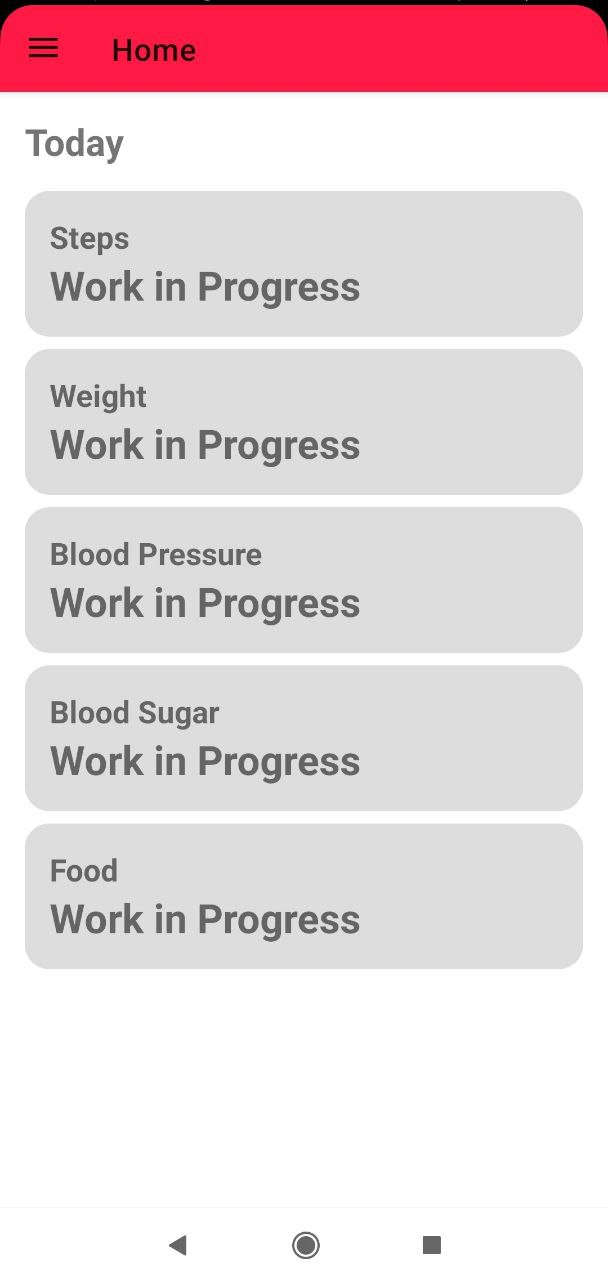 Home
Today
Steps
Work in Progress
Weight
Work in Progress
Blood Pressure
Work in Progress
Blood Sugar
Work in Progress
Food
Work in Progress